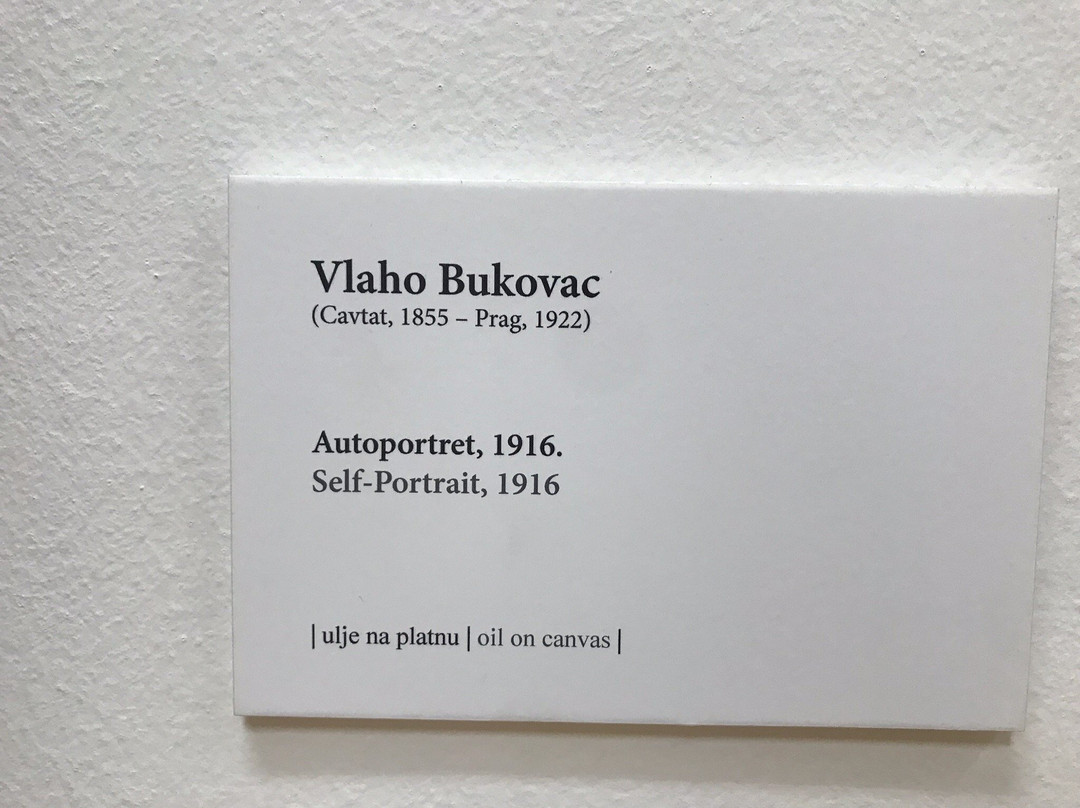 Vlaho Bukovac
(Cavtat, 1855 – Prag, 1922)
Autoportret, 1916.
Self-Portrait, 1916
| ulje na platnu | oil on canvas |